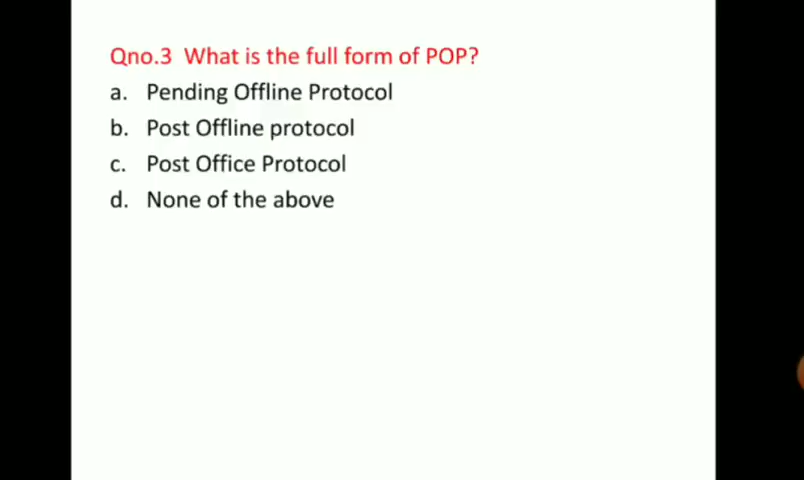 Qno.3 What is the full form of POP?
a. Pending Offline Protocol
b. Post Offline protocol
c. Post Office Protocol
d. None of the above